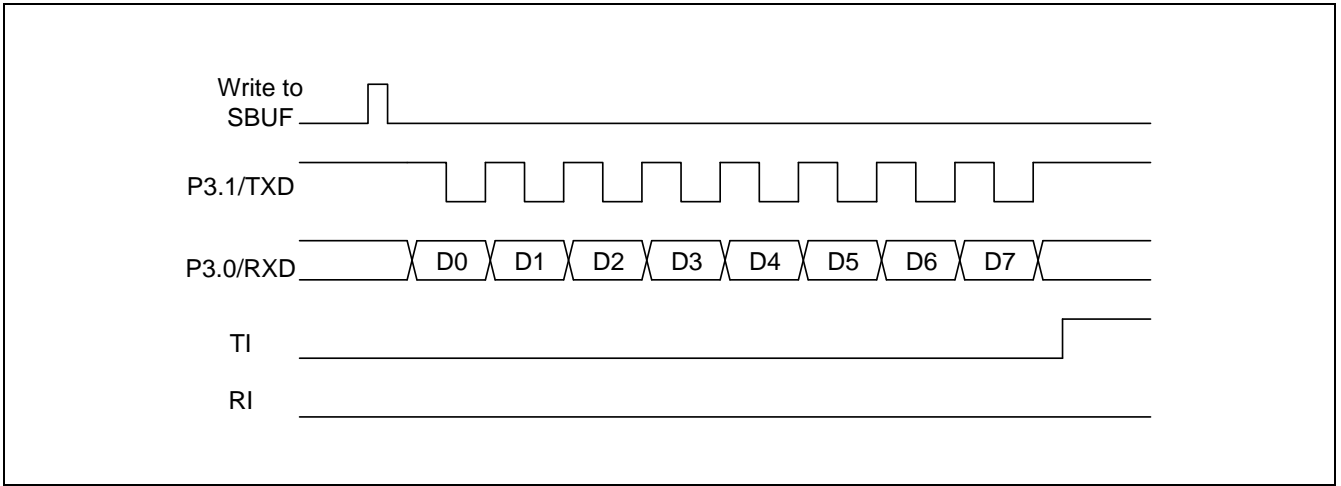 Write to
SBUF
P3.1/TXD
P3.0/RXD D0 D1 D2 D3 D4 D5 D6 D7
TI
RI